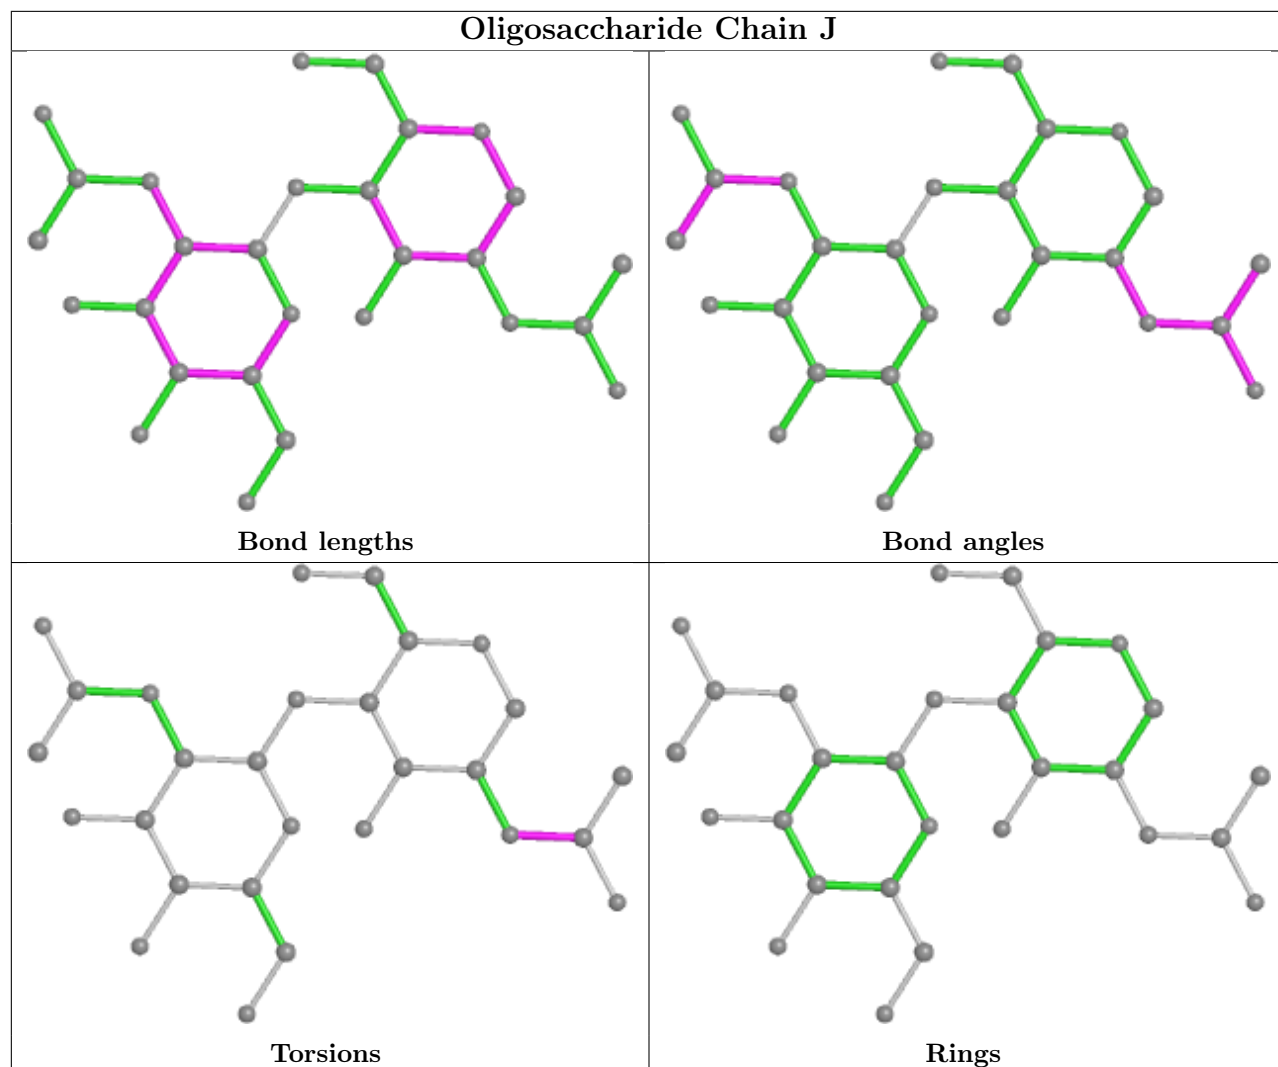 Oligosaccharide Chain J
Bond lengths
Bond angles
Torsions
Rings